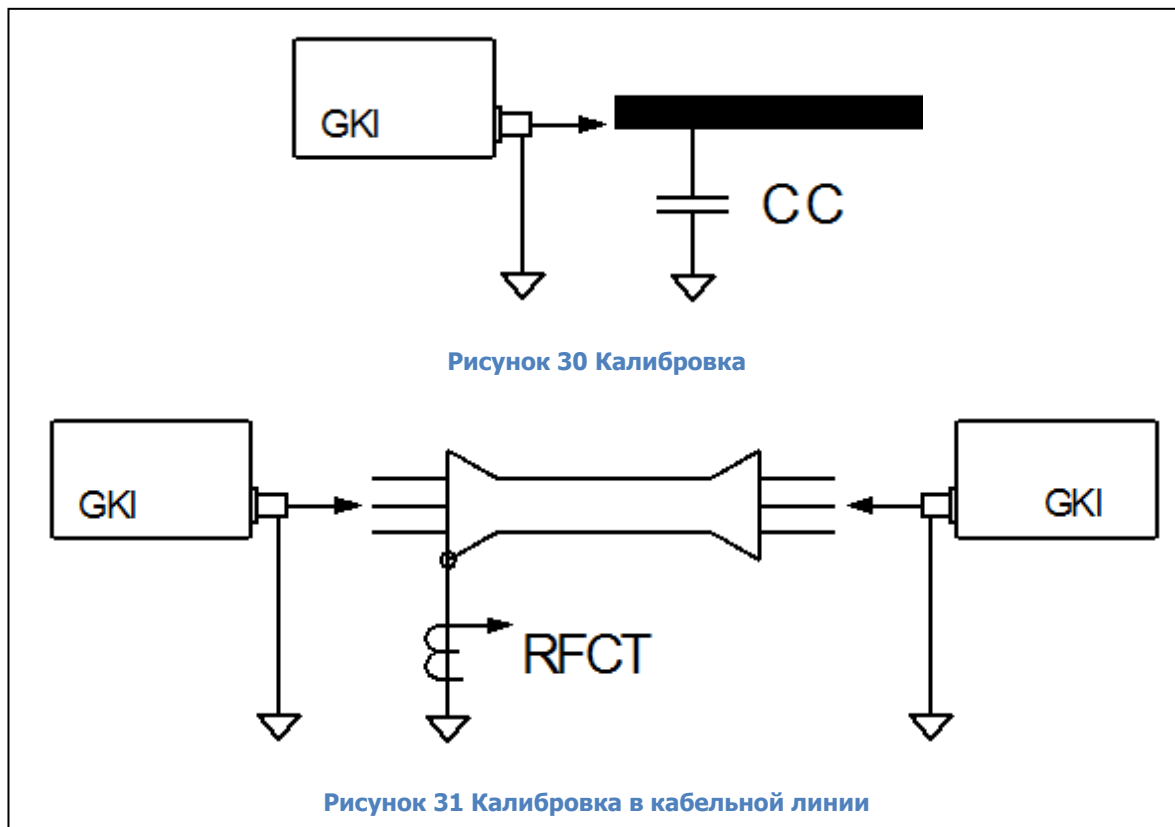 GKI
CC
Рисунок 30 Калибровка
GKI
GKI
RFCT
Рисунок 31 Калибровка в кабельной линии